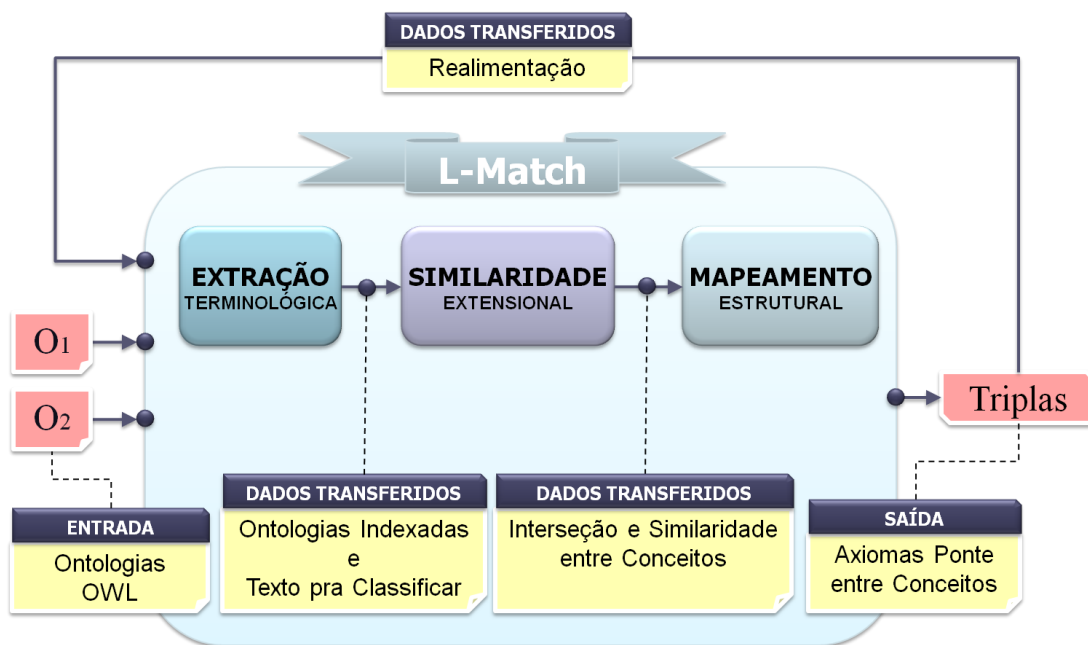 DADOS TRANSFERIDOS
Realimentação
L-Match
EXTRAÇÃO
TERMINOLÓGICA
SIMILARIDADE
EXTENSIONAL
MAPEAMENTO
ESTRUTURAL
O1
O2
Triplas
ENTRADA
Ontologias
OWL
DADOS TRANSFERIDOS
Ontologias Indexadas
e
Texto pra Classificar
DADOS TRANSFERIDOS
Interseção e Similaridade
entre Conceitos
SAÍDA
Axiomas Ponte
entre Conceitos